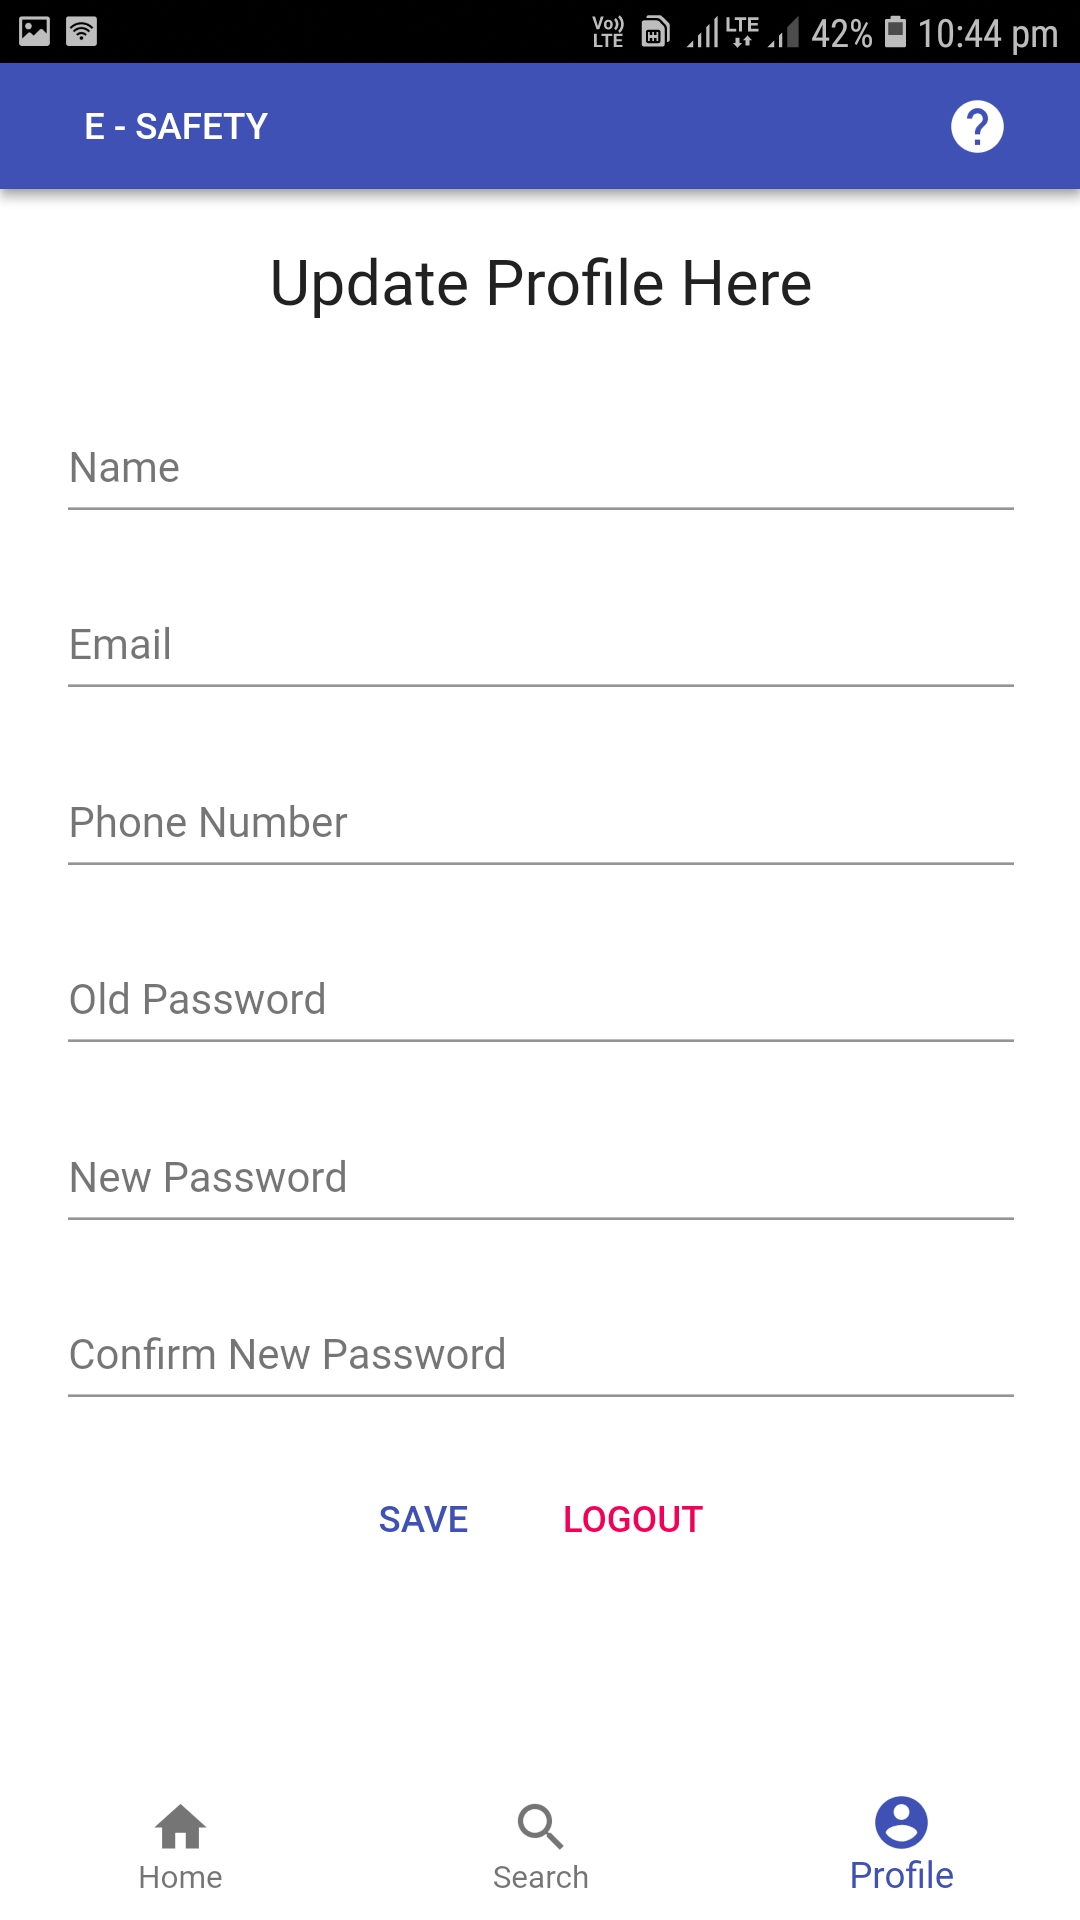 Vo) LTE LTE 42% 10:44 pm
E - SAFETY ?
Update Profile Here
Name
Email
Phone Number
Old Password
New Password
Confirm New Password
SAVE LOGOUT
Home Search Profile